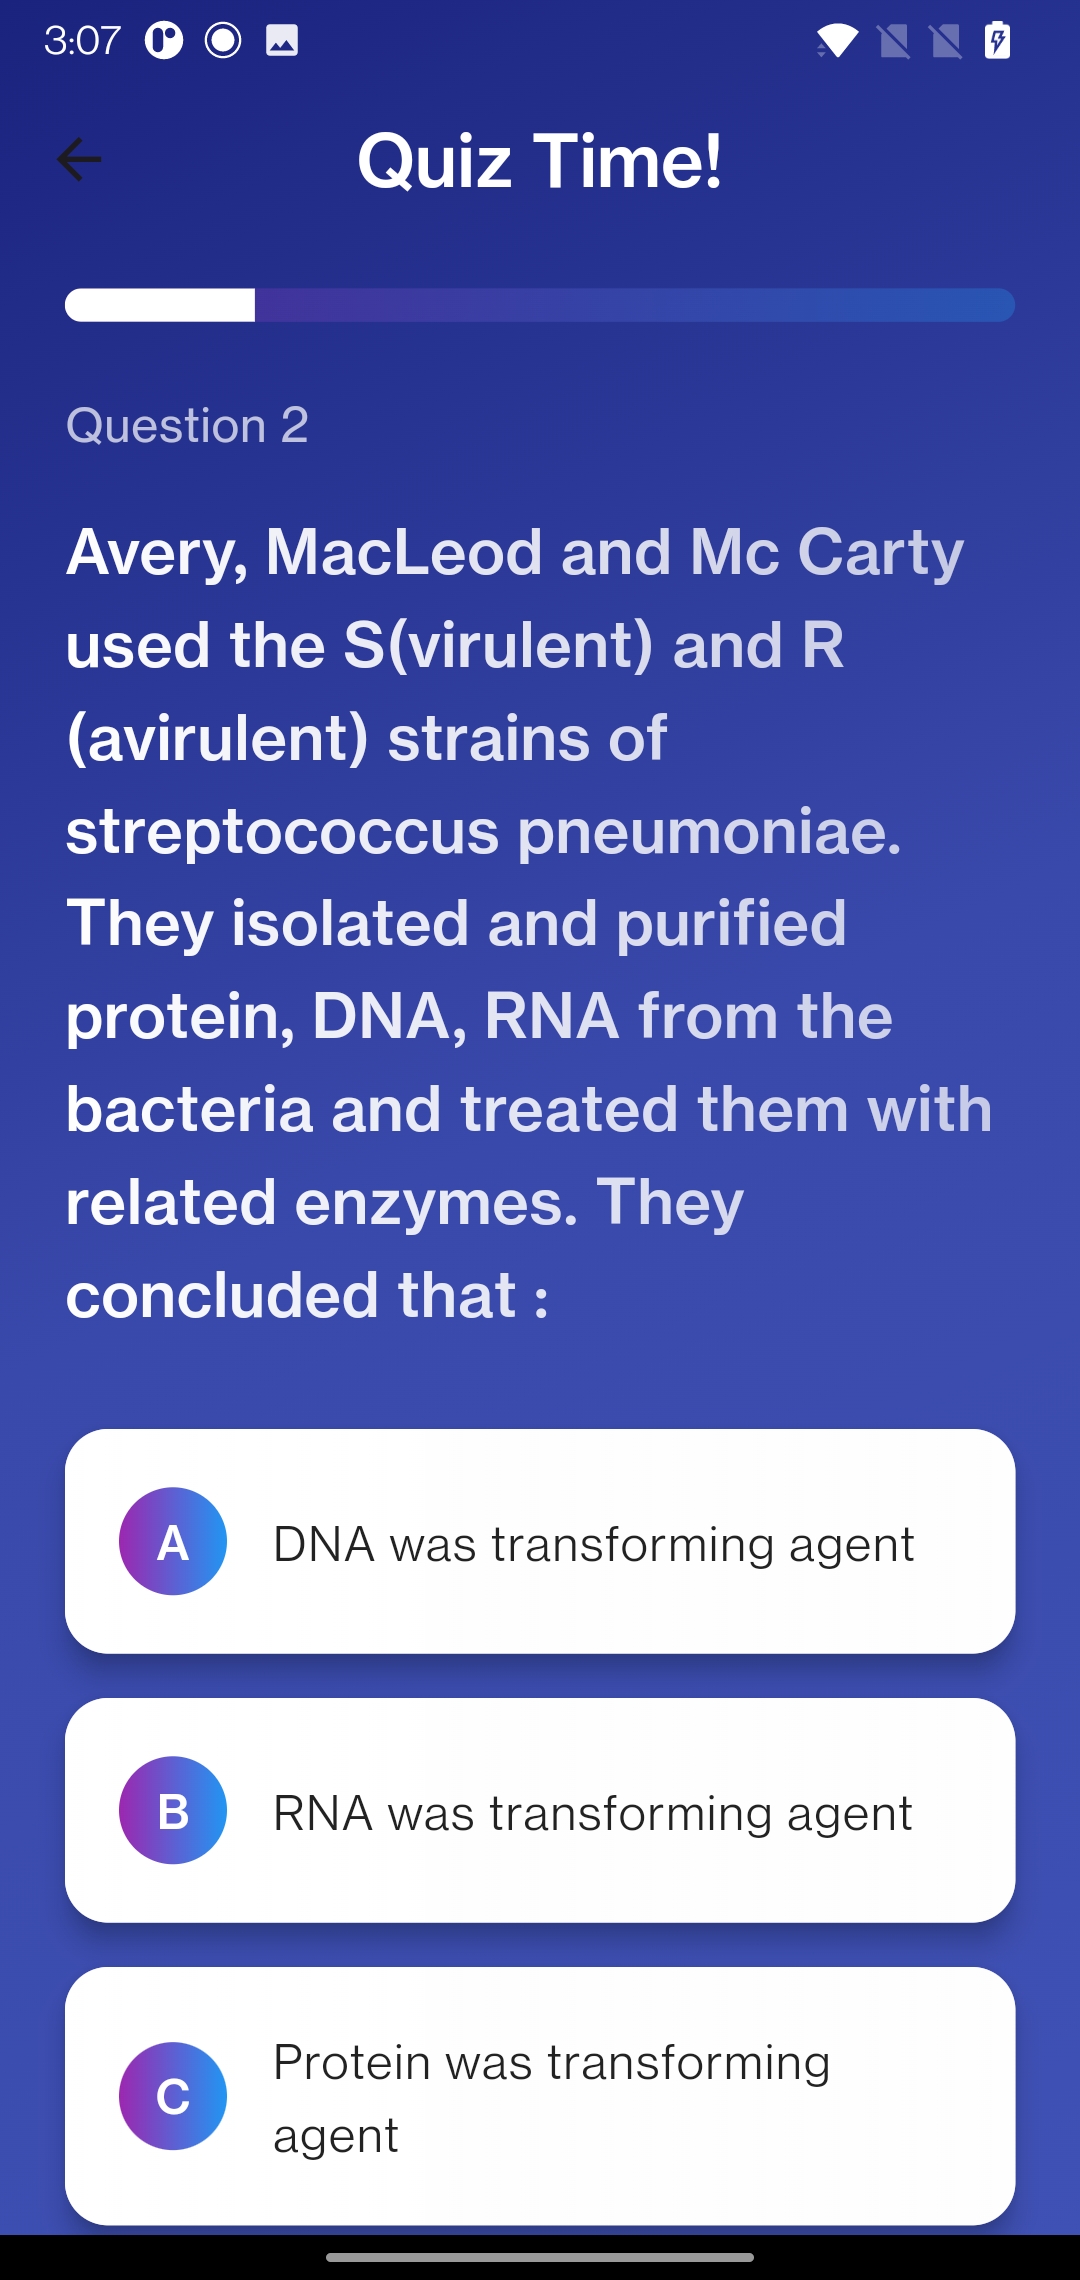 3:07
Quiz Time!
Question 2
Avery, MacLeod and Mc Carty
used the S(virulent) and R
(avirulent) strains of
streptococcus pneumoniae.
They isolated and purified
protein, DNA, RNA from the
bacteria and treated them with
related enzymes. They
concluded that :
A DNA was transforming agent
B RNA was transforming agent
C Protein was transforming
agent